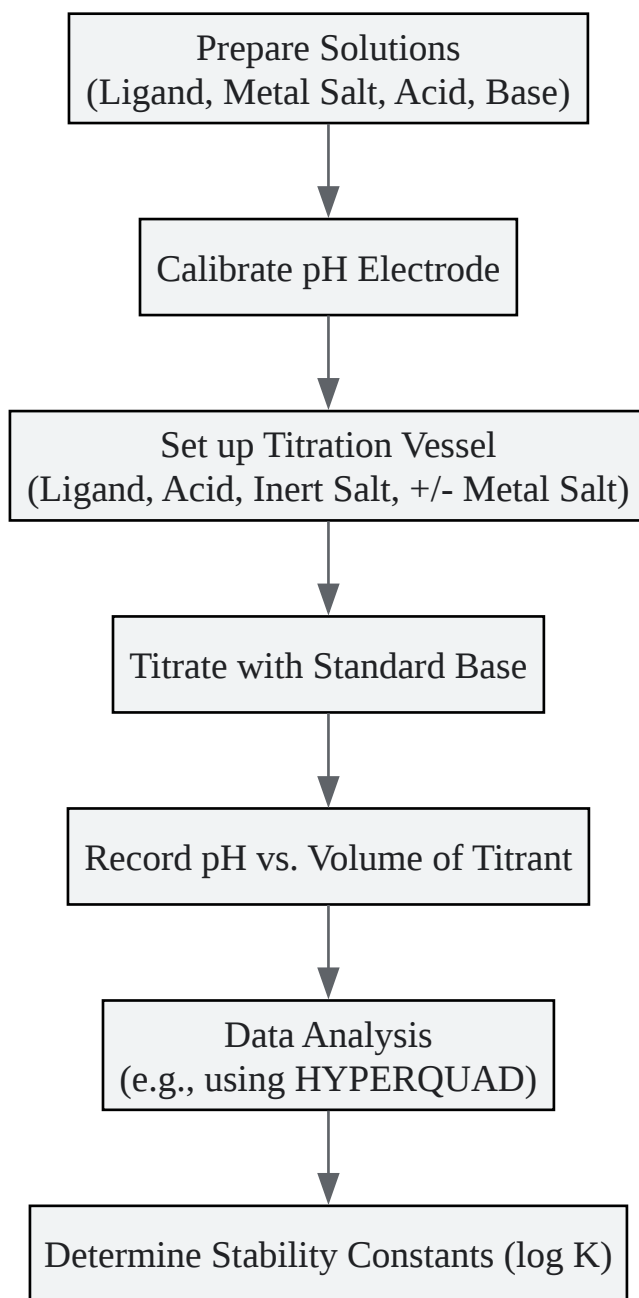 Prepare Solutions
(Ligand, Metal Salt, Acid, Base)
Calibrate pH Electrode
Set up Titration Vessel
(Ligand, Acid, Inert Salt, +/- Metal Salt)
Titrate with Standard Base
Record pH vs. Volume of Titrant
Data Analysis
(e.g., using HYPERQUAD)
Determine Stability Constants (log K)